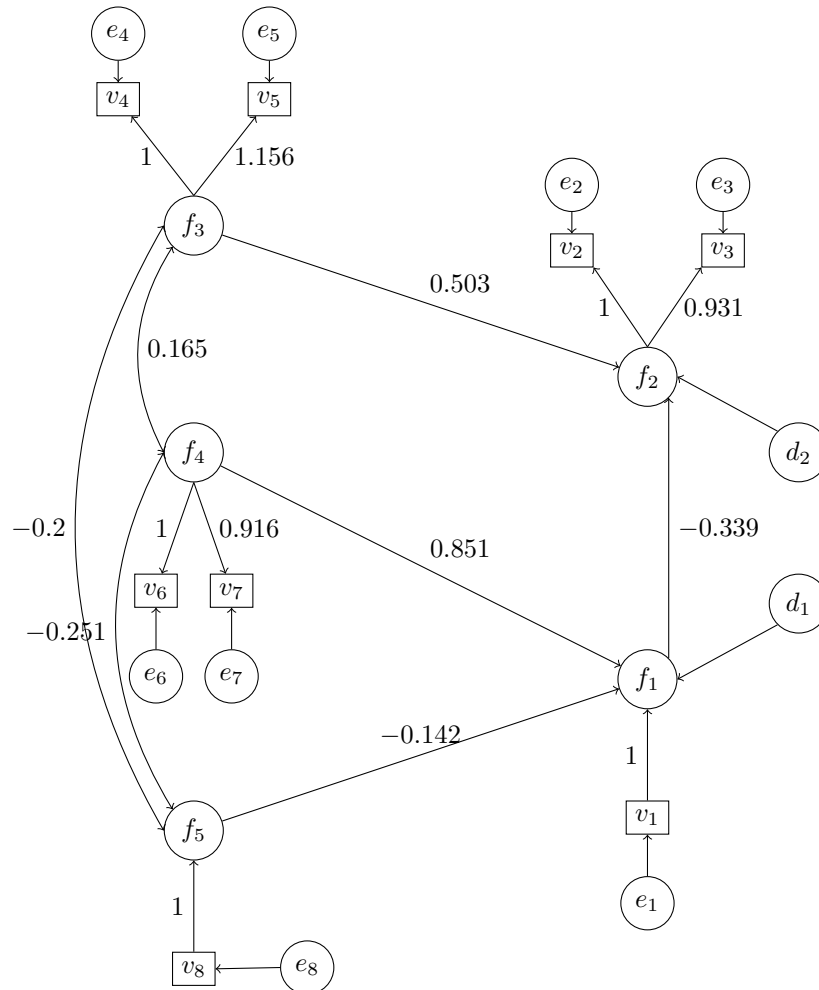 e₄ e₅
v₄ v₅
1 1.156
e₂ e₃
f₃
v₂ v₃
0.503
1 0.931
0.165
f₂
f₄
d₂
−0.2
1 0.916
−0.339
0.851
v₆ v₇
d₁
−0.251
e₆ e₇
f₁
−0.142
1
f₅
v₁
1
e₁
v₈ e₈